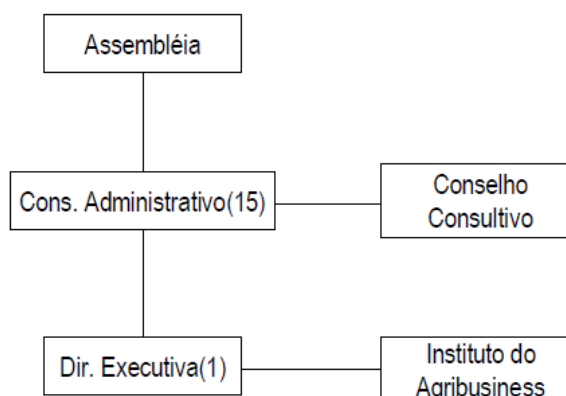 Assembléia
Cons. Administrativo(15)
Conselho
Consultivo
Dir. Executiva(1)
Instituto do
Agribusiness